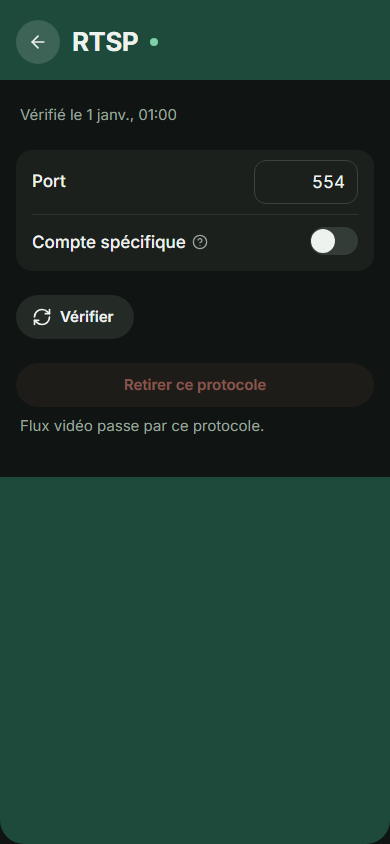 RTSP
Vérifié le 1 janv., 01:00
Port
554
Compte spécifique
Vérifier
Retirer ce protocole
Flux vidéo passe par ce protocole.